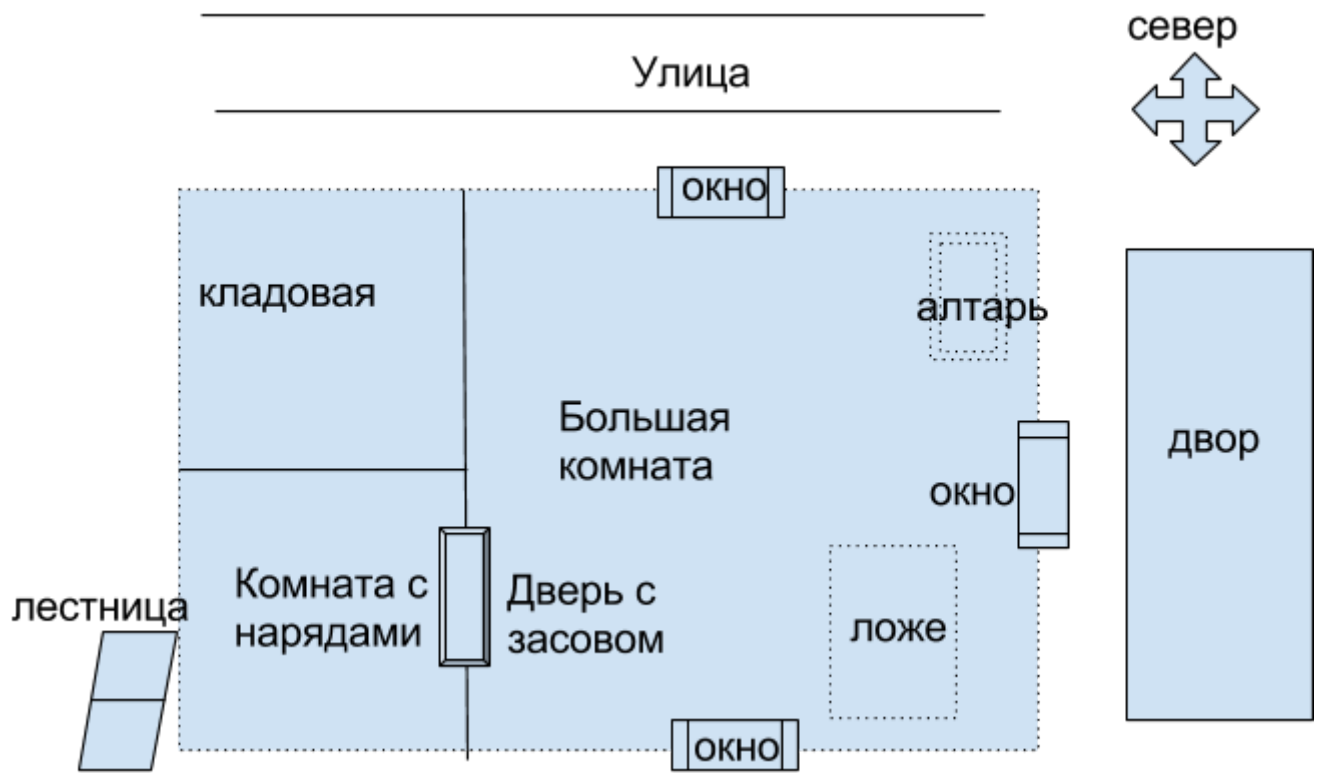 север
Улица
окно
кладовая
алтарь
Большая
комната
двор
окно
Комната с
нарядами
Дверь с
засовом
лестница
ложе
окно